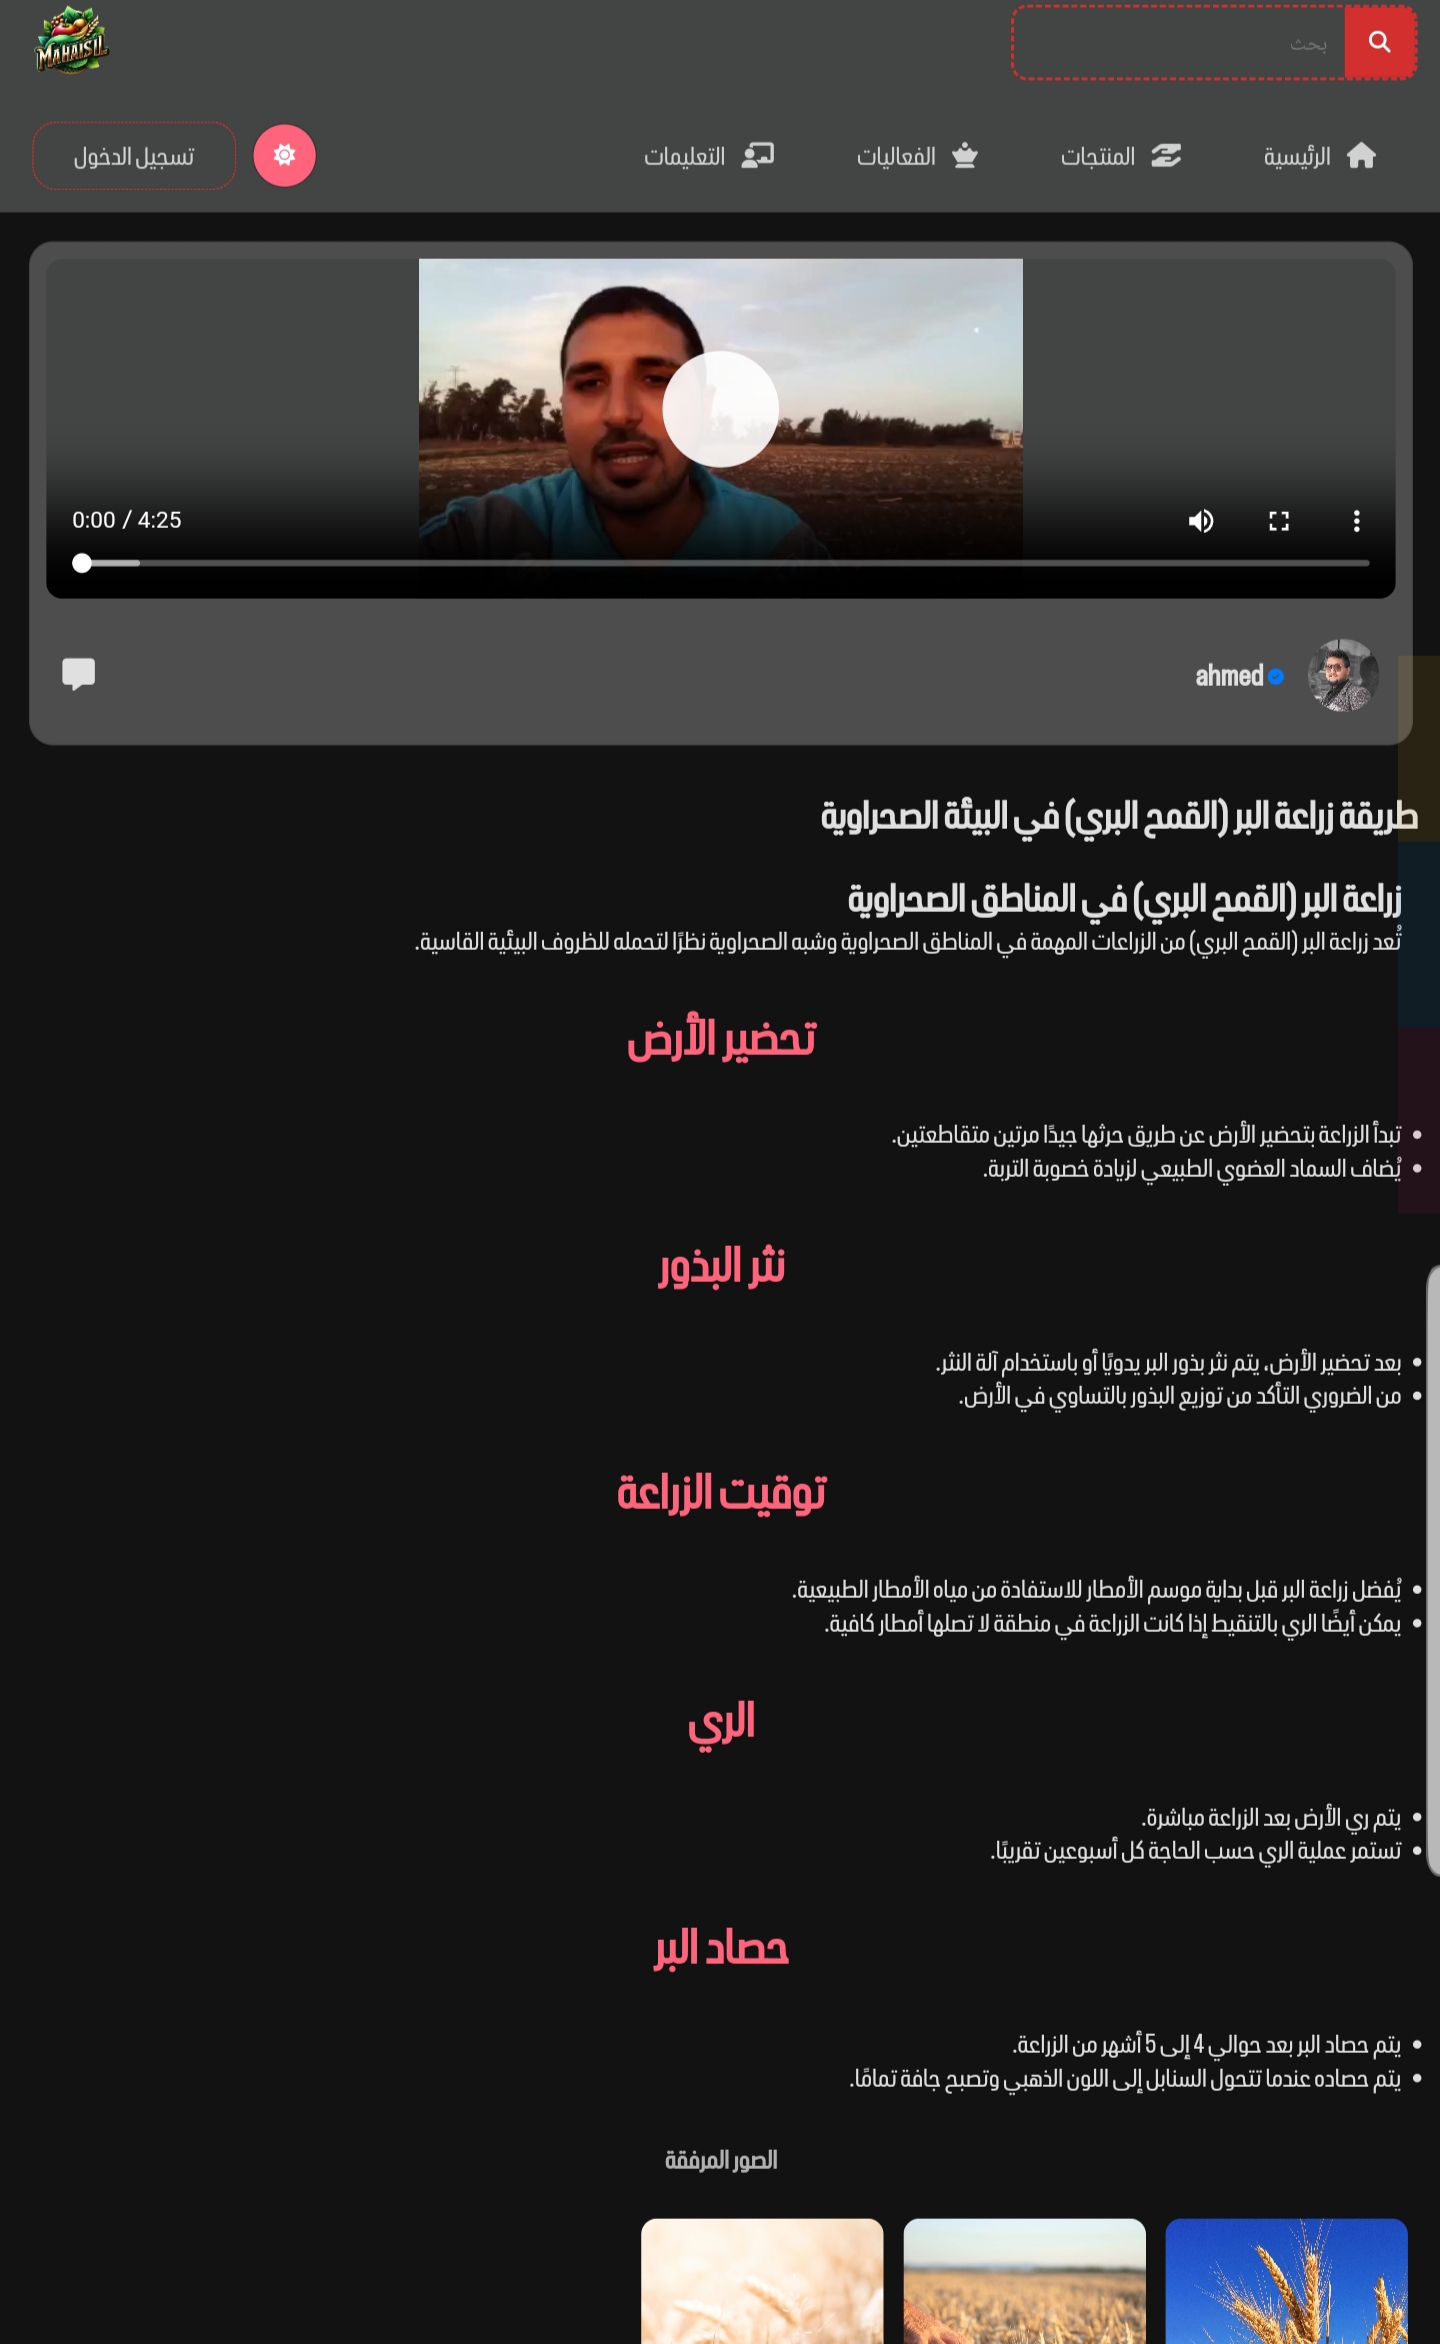 MAHAISIL
بحث
الرئيسية
المنتجات
الفعاليات
التعليمات
تسجيل الدخول
0:00 / 4:25
ahmed
طريقة زراعة البر (القمح البري) في البيئة الصحراوية
زراعة البر (القمح البري) في المناطق الصحراوية
تُعد زراعة البر (القمح البري) من الزراعات المهمة في المناطق الصحراوية وشبه الصحراوية نظرًا لتحمله للظروف البيئية القاسية.
تحضير الأرض
• تبدأ الزراعة بتحضير الأرض عن طريق حرثها جيدًا مرتين متقاطعتين.
• يُضاف السماد العضوي الطبيعي لزيادة خصوبة التربة.
نثر البذور
• بعد تحضير الأرض، يتم نثر بذور البر يدويًا أو باستخدام آلة النثر.
• من الضروري التأكد من توزيع البذور بالتساوي في الأرض.
توقيت الزراعة
• يُفضل زراعة البر قبل بداية موسم الأمطار للاستفادة من مياه الأمطار الطبيعية.
• يمكن أيضًا الري بالتنقيط إذا كانت الزراعة في منطقة لا تصلها أمطار كافية.
الري
• يتم ري الأرض بعد الزراعة مباشرة.
• تستمر عملية الري حسب الحاجة كل أسبوعين تقريبًا.
حصاد البر
• يتم حصاد البر بعد حوالي 4 إلى 5 أشهر من الزراعة.
• يتم حصاده عندما تتحول السنابل إلى اللون الذهبي وتصبح جافة تمامًا.
الصور المرفقة